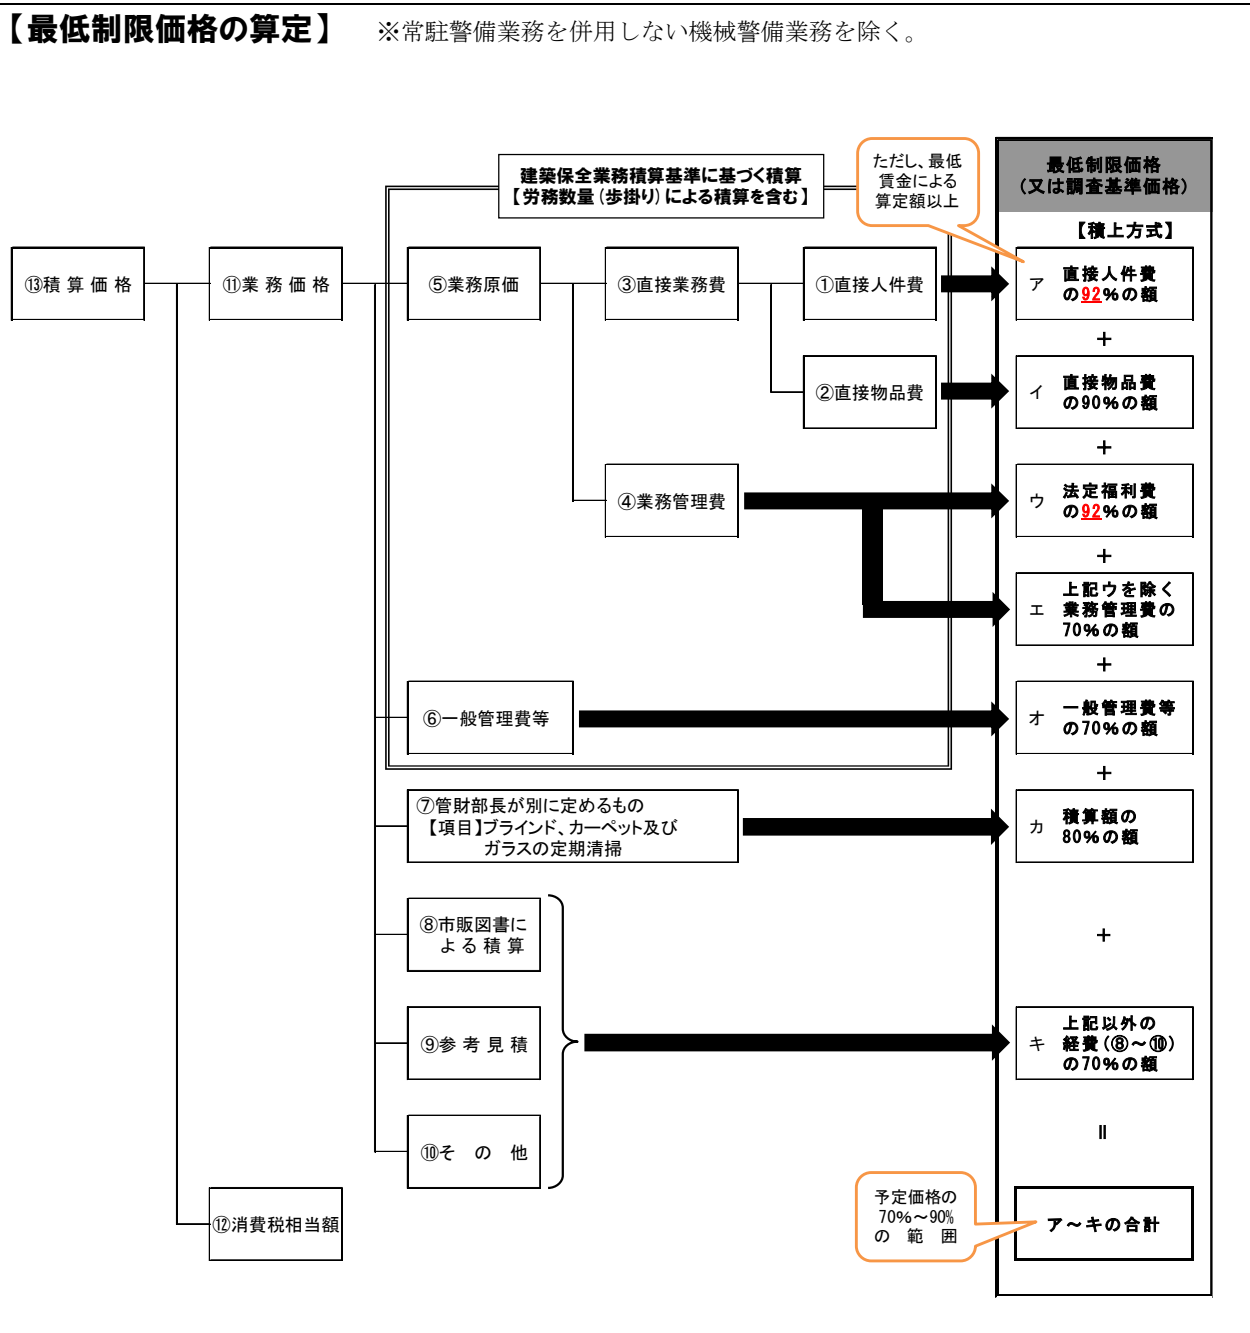 【最低制限価格の算定】 ※常駐警備業務を併用しない機械警備業務を除く。
建築保全業務積算基準に基づく積算
【労務数量(歩掛り)による積算を含む】
ただし、最低
賃金による
算定額以上
最低制限価格
(又は調査基準価格)
【積上方式】
⑬積算価格
⑪業務価格
⑤業務原価
③直接業務費
①直接人件費
ア 直接人件費
の92%の額
+
②直接物品費
イ 直接物品費
の90%の額
+
④業務管理費
ウ 法定福利費
の92%の額
+
エ 上記ウを除く
業務管理費の
70%の額
+
⑥一般管理費等
オ 一般管理費等
の70%の額
+
⑦管財部長が別に定めるもの
【項目】ブラインド、カーペット及び
ガラスの定期清掃
カ 積算額の
80%の額
+
⑧市販図書に
よる積算
⑨参考見積
キ 上記以外の
経費(⑧~⑩)
の70%の額
⑩その他
=
⑫消費税相当額
予定価格の
70%~90%
の範囲
ア~キの合計